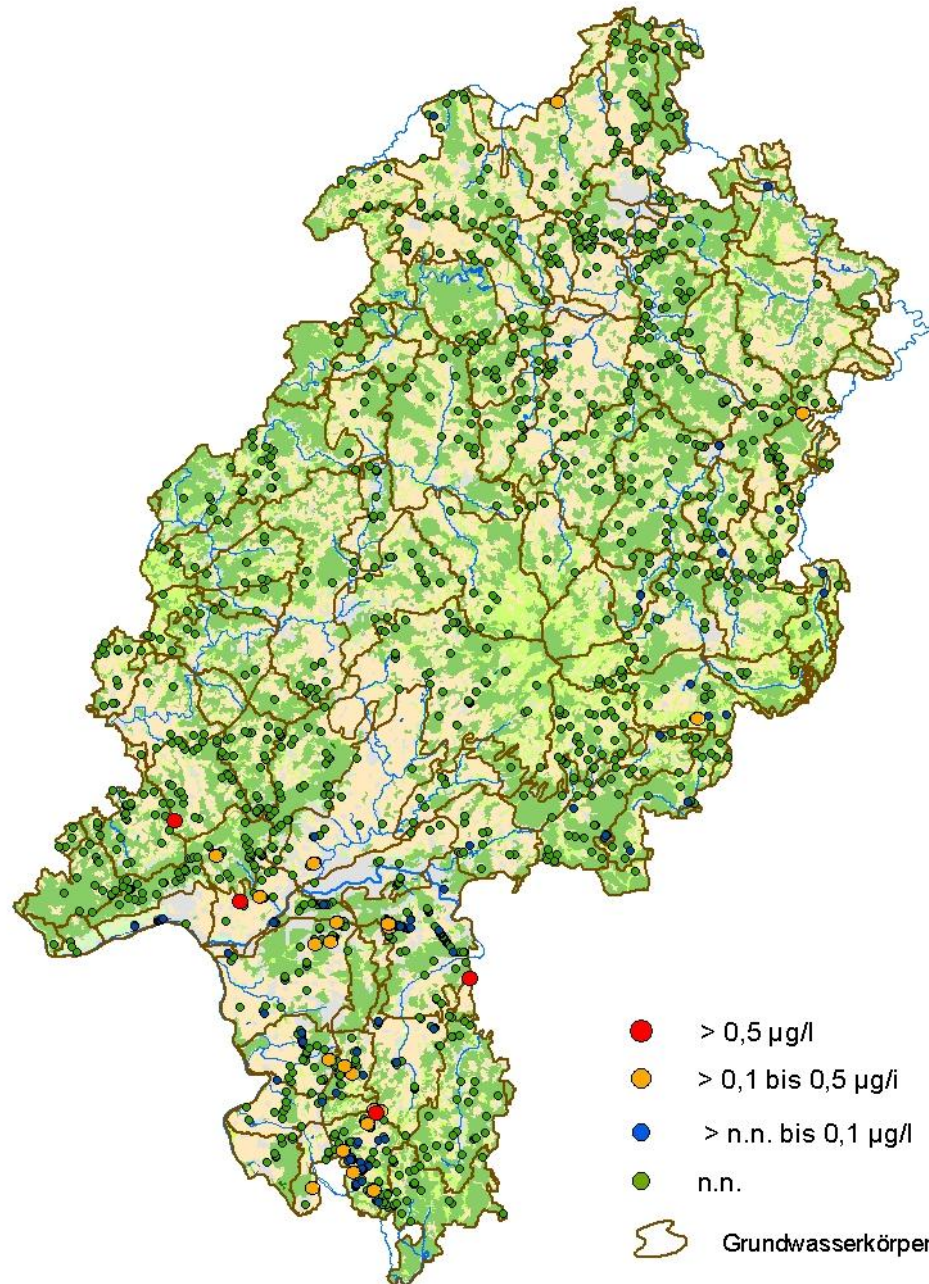 > 0,5 µg/l
> 0,1 bis 0,5 µg/i
> n.n. bis 0,1 µg/l
n.n.
Grundwasserkörper